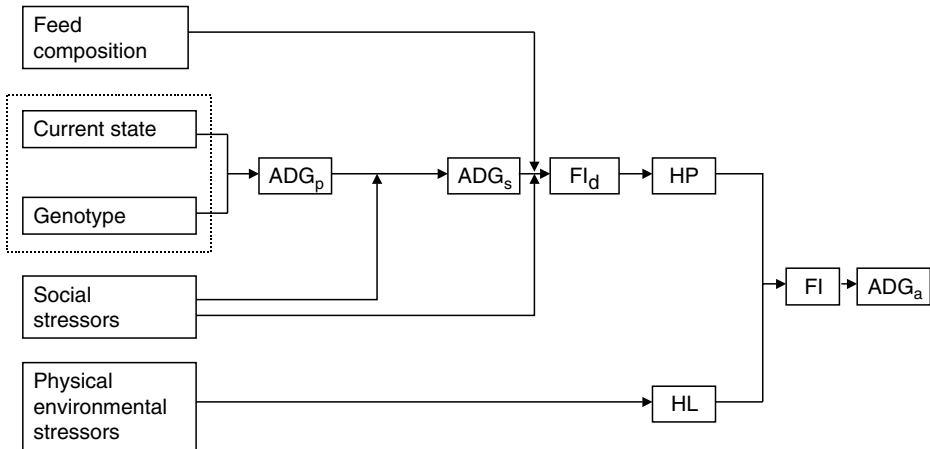 Feed
composition
Current state
Genotype
ADGp
ADGs
FId
HP
Social
stressors
FI
ADGa
Physical
environmental
stressors
HL